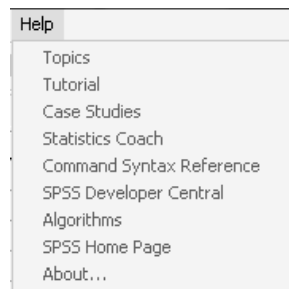 Help
Topics
Tutorial
Case Studies
Statistics Coach
Command Syntax Reference
SPSS Developer Central
Algorithms
SPSS Home Page
About...